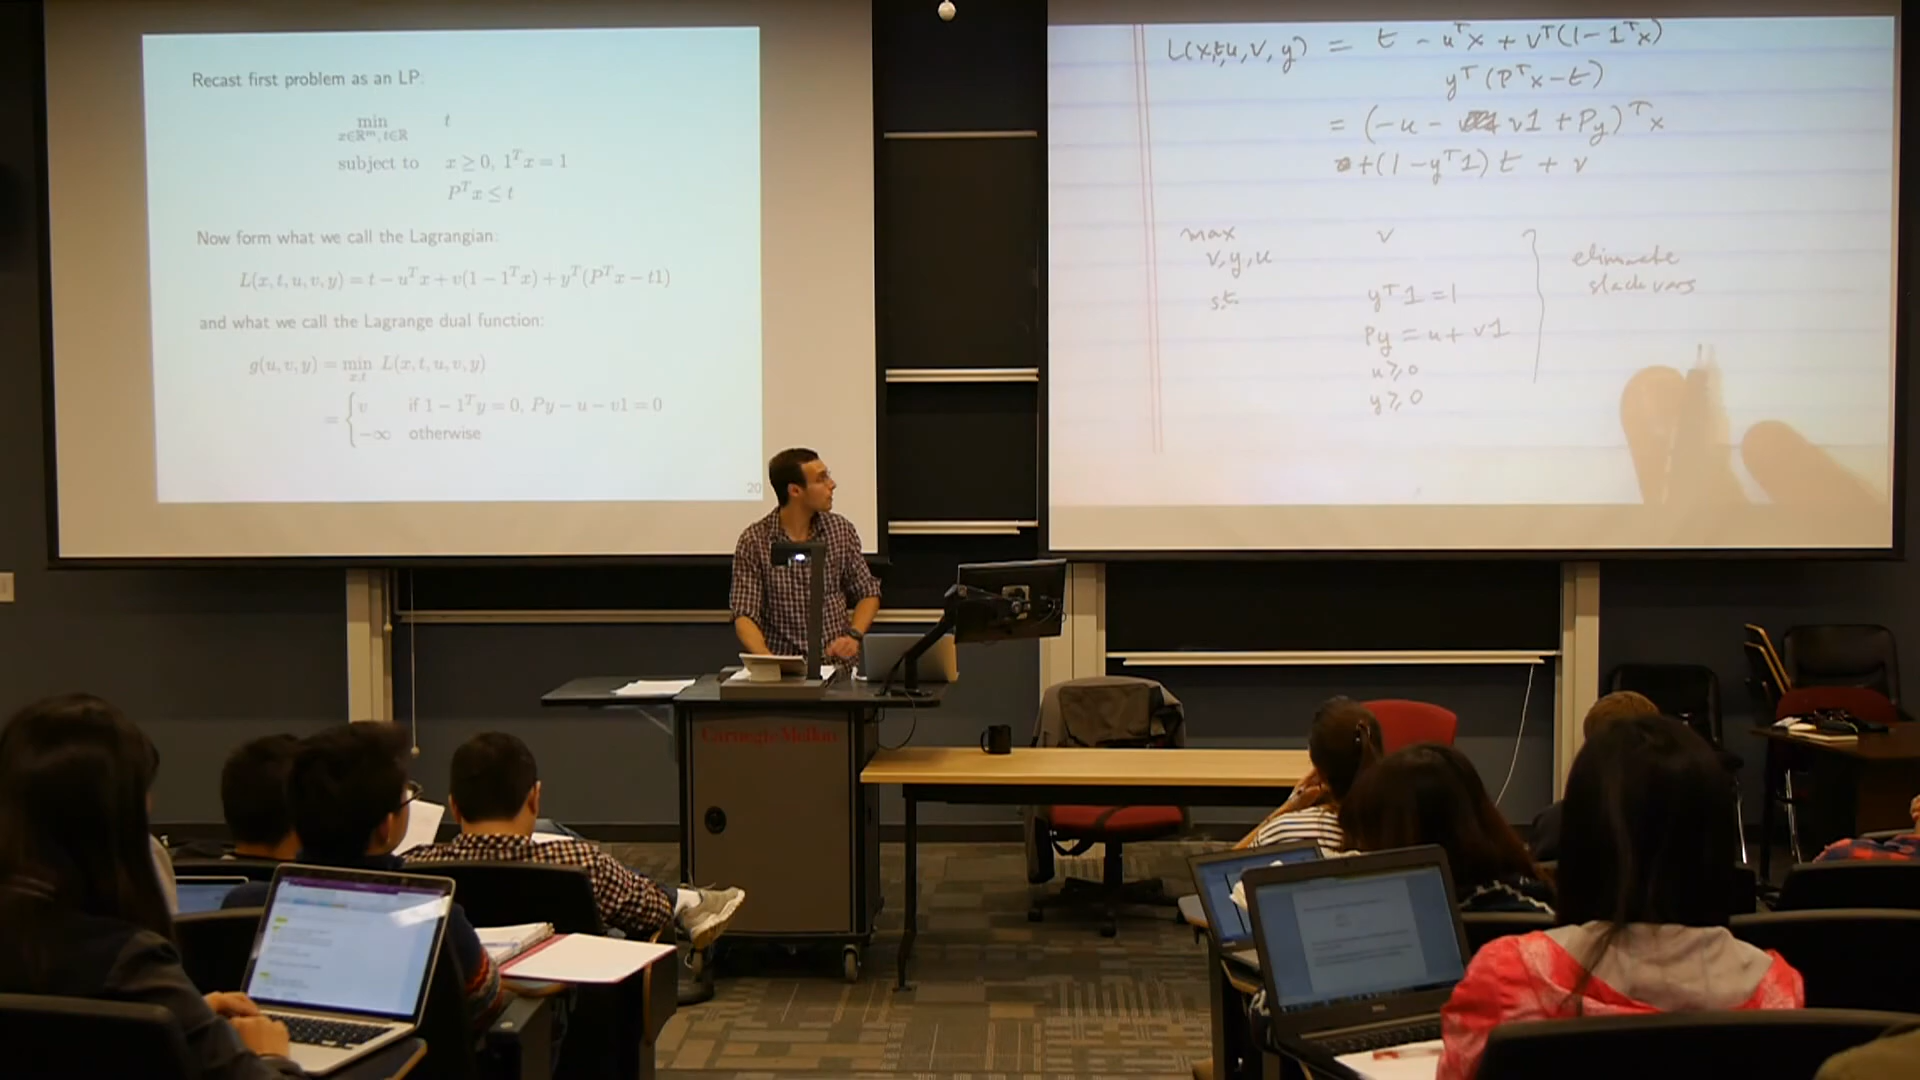 Recast first problem as an LP:
min t
x∈ℝᵐ, t∈ℝ
subject to x ≥ 0, 1ᵀx = 1
Pᵀx ≤ t
Now form what we call the Lagrangian:
L(x, t, u, v, y) = t − uᵀx + v(1 − 1ᵀx) + yᵀ(Pᵀx − t1)
and what we call the Lagrange dual function:
g(u, v, y) = min L(x, t, u, v, y)
x,t
= { v if 1 − 1ᵀy = 0, Py − u − v1 = 0
−∞ otherwise
20
L(x,t,u,v,y) = t − uᵀx + vᵀ(1 − 1ᵀx)
yᵀ(Pᵀx − t)
= (−u − v1 + Py)ᵀx
+(1 − yᵀ1) t + v
max v
v,y,u
s.t. yᵀ1 = 1
Py = u + v1
u ≥ 0
y ≥ 0
eliminate
slack vars
Carnegie Mellon
DELL